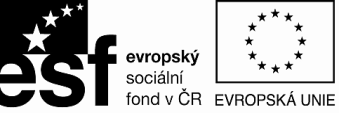 esf
evropský
sociální
fond v ČR
EVROPSKÁ UNIE